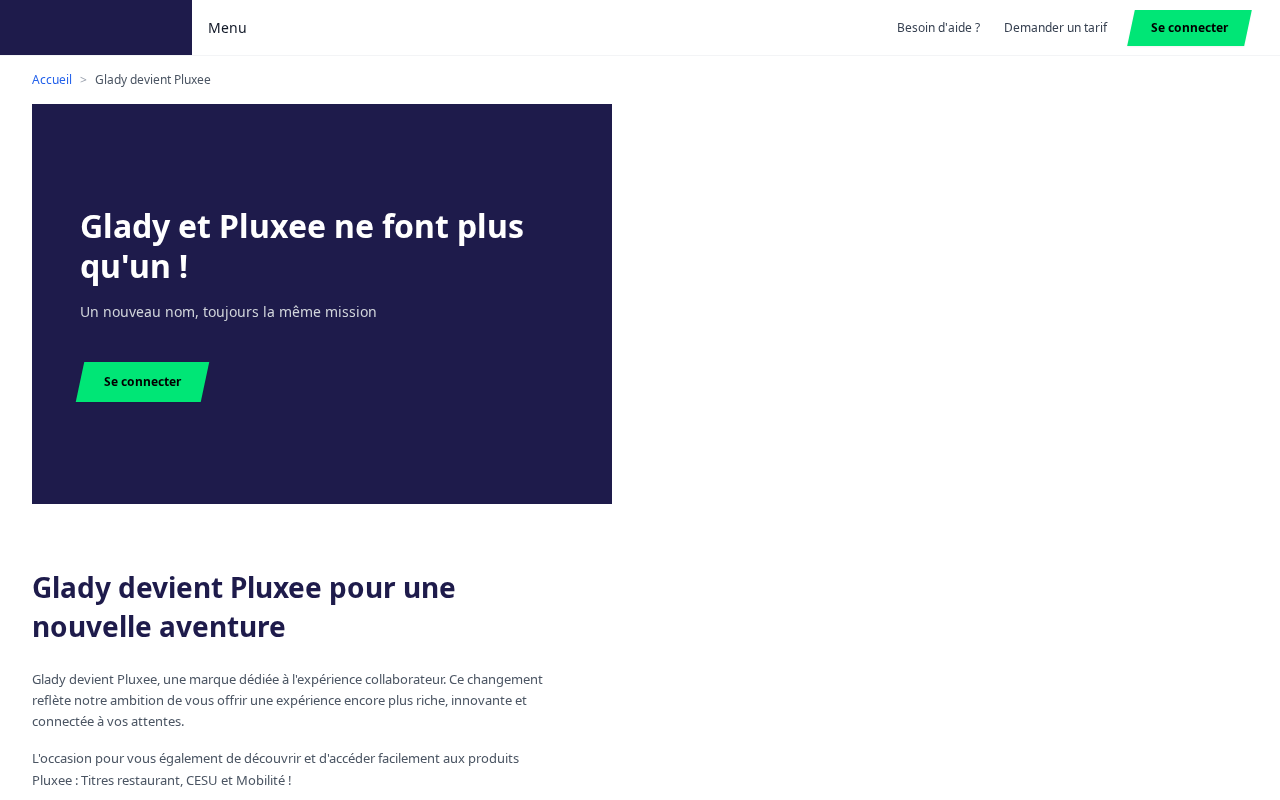 Menu
Besoin d'aide ?
Demander un tarif
Se connecter
Accueil > Glady devient Pluxee
Glady et Pluxee ne font plus
qu'un !
Un nouveau nom, toujours la même mission
Se connecter
Glady devient Pluxee pour une
nouvelle aventure
Glady devient Pluxee, une marque dédiée à l'expérience collaborateur. Ce changement
reflète notre ambition de vous offrir une expérience encore plus riche, innovante et
connectée à vos attentes.
L'occasion pour vous également de découvrir et d'accéder facilement aux produits
Pluxee : Titres restaurant, CESU et Mobilité !